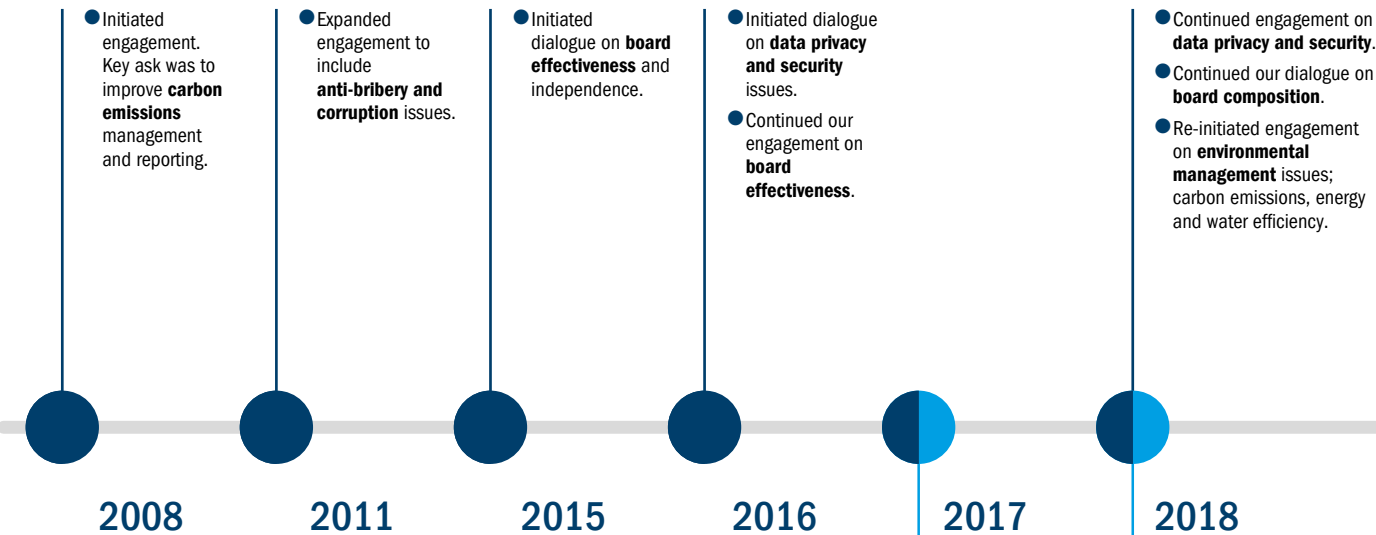 Initiated
engagement.
Key ask was to
improve carbon
emissions
management
and reporting.
Expanded
engagement to
include
anti-bribery and
corruption issues.
Initiated
dialogue on board
effectiveness and
independence.
Initiated dialogue
on data privacy
and security
issues.
Continued our
engagement on
board
effectiveness.
Continued engagement on
data privacy and security.
Continued our dialogue on
board composition.
Re-initiated engagement
on environmental
management issues;
carbon emissions, energy
and water efficiency.
2008
2011
2015
2016
2017
2018